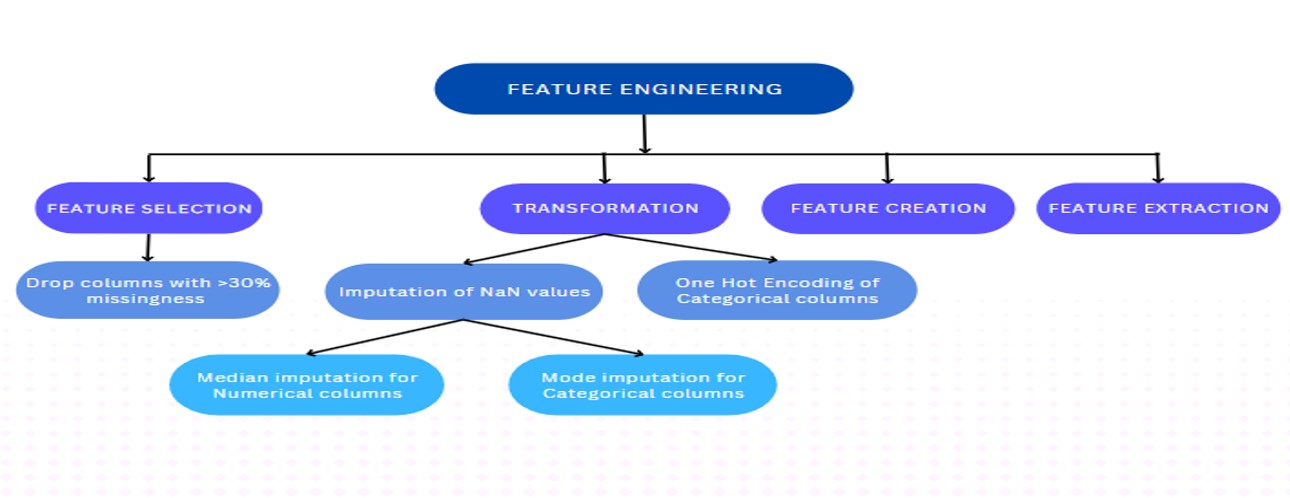 FEATURE ENGINEERING
FEATURE SELECTION
TRANSFORMATION
FEATURE CREATION
FEATURE EXTRACTION
Drop columns with >30%
missingness
Imputation of NaN values
One Hot Encoding of
Categorical columns
Median imputation for
Numerical columns
Mode imputation for
Categorical columns